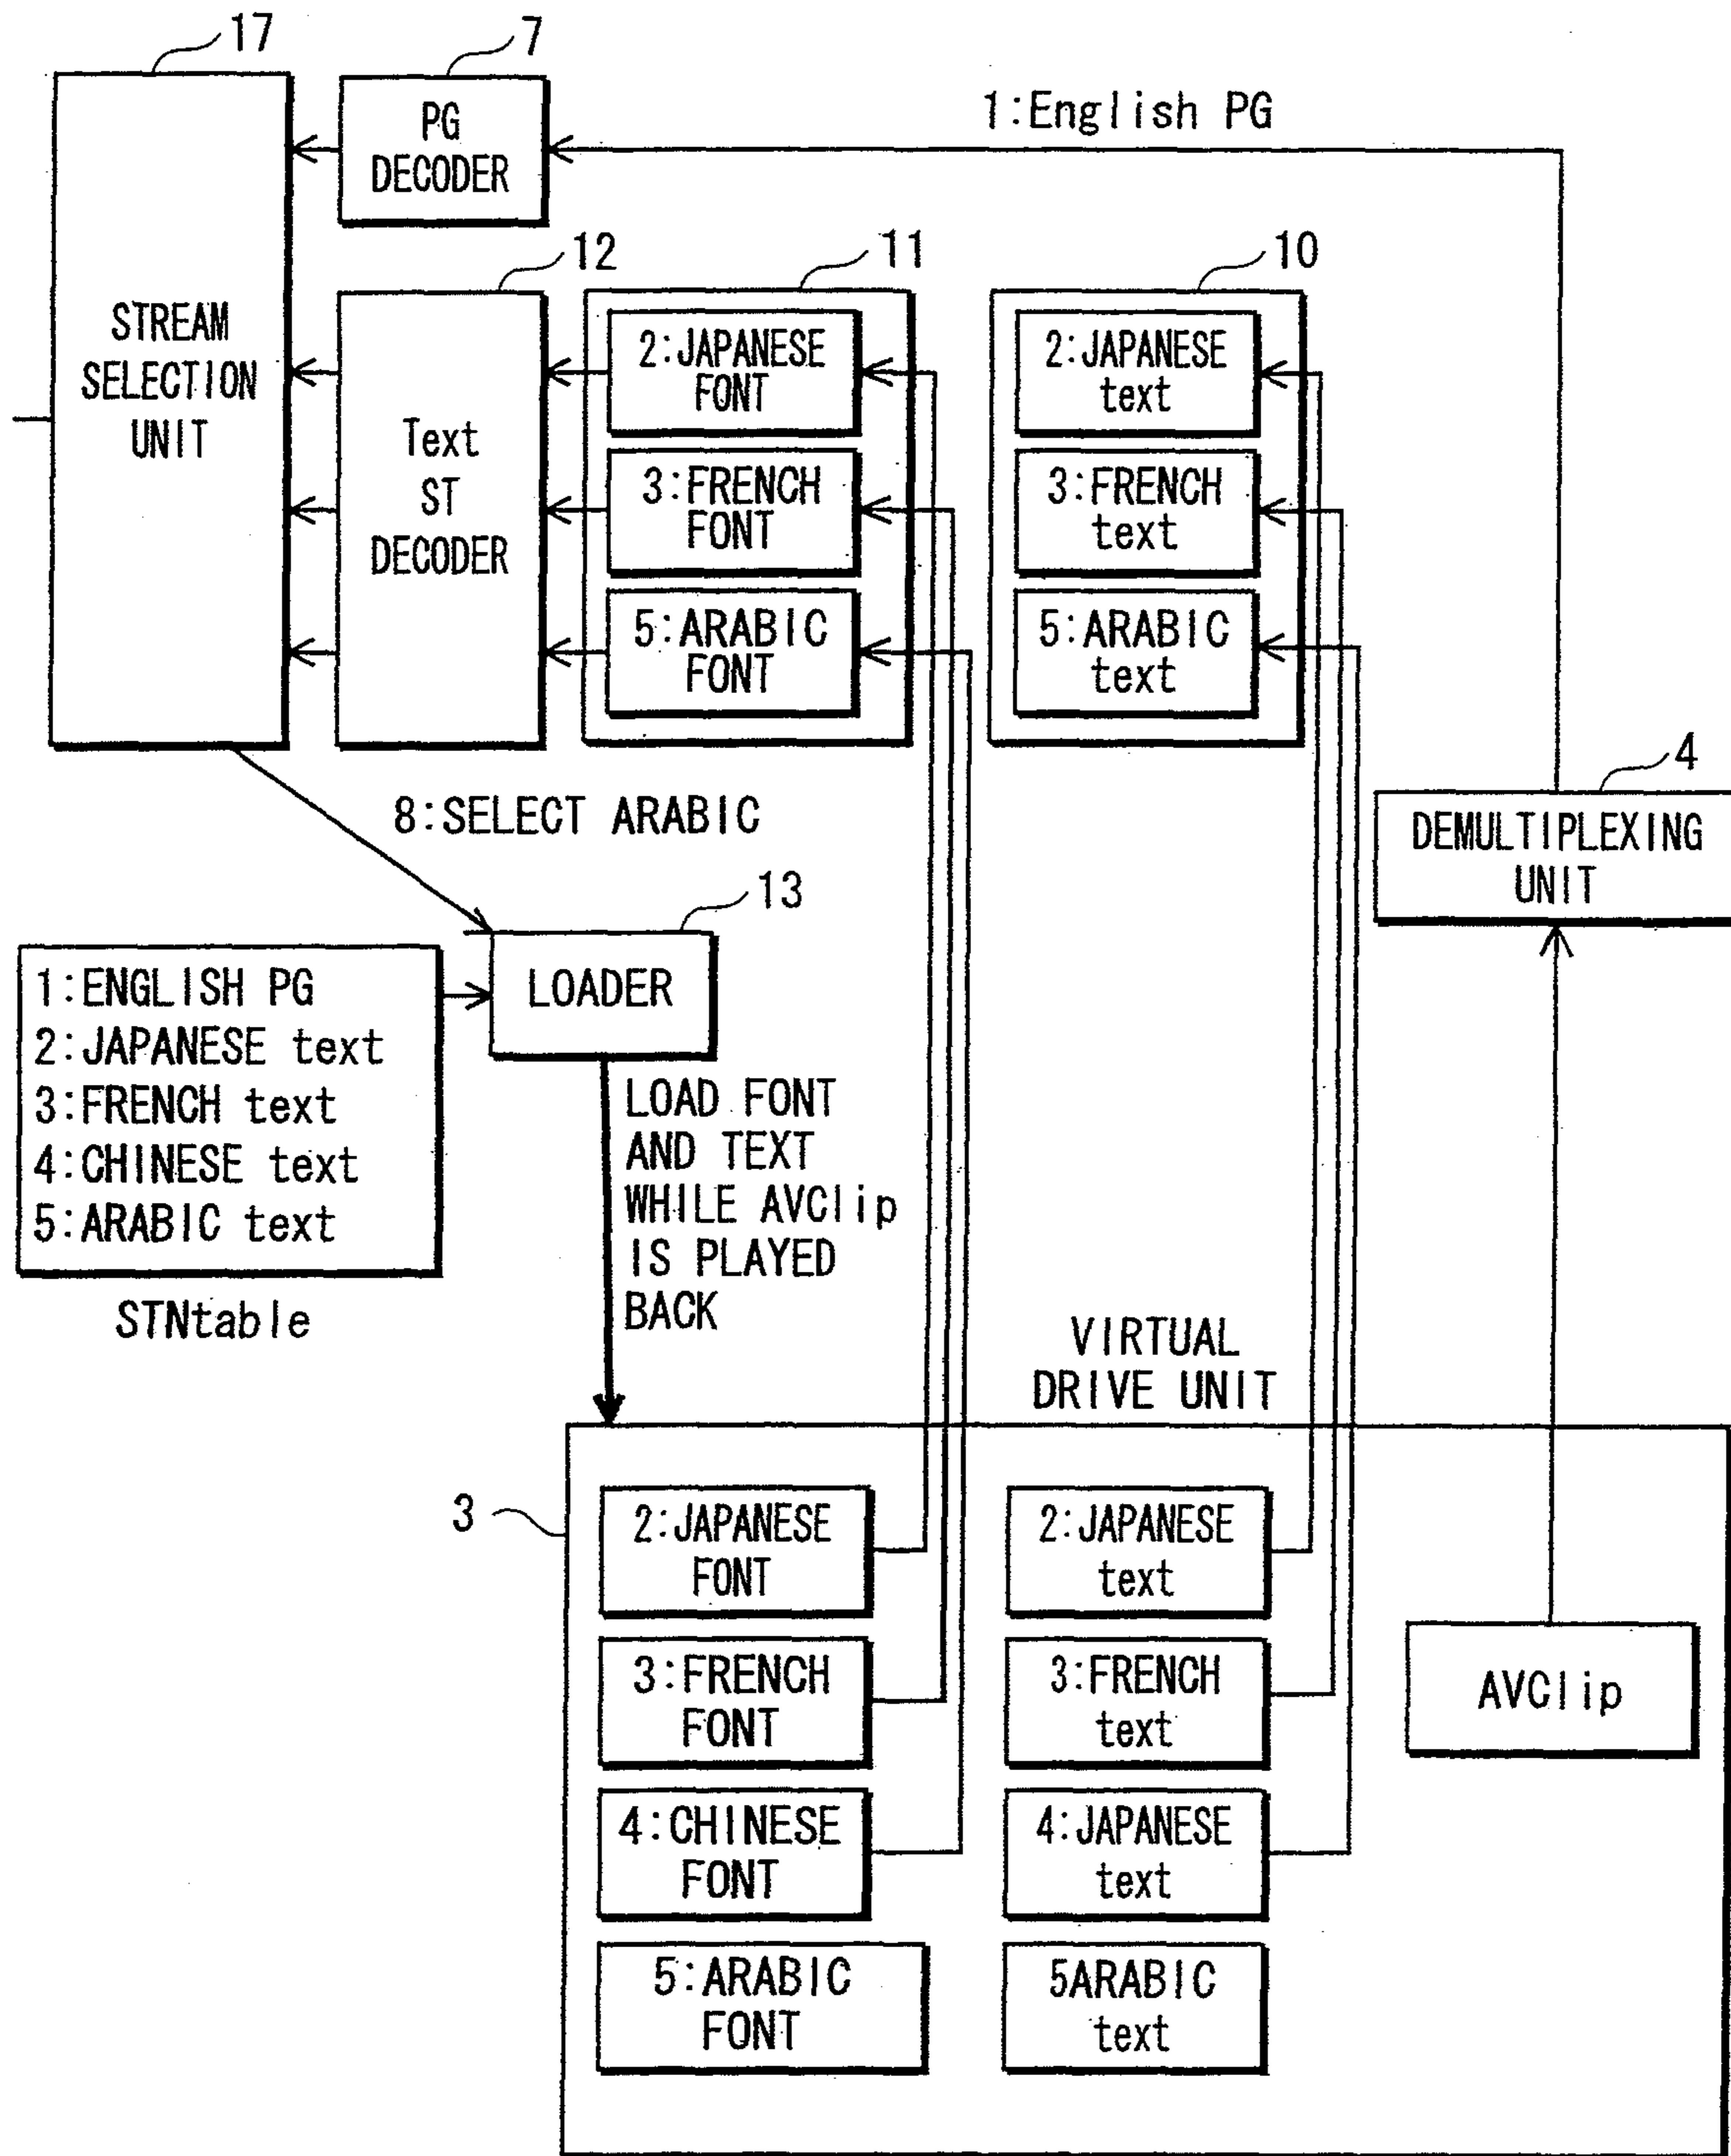 17
7
PG
DECODER
1:English PG
STREAM
SELECTION
UNIT
12
11
10
Text
ST
DECODER
2:JAPANESE
FONT
3:FRENCH
FONT
5:ARABIC
FONT
2:JAPANESE
text
3:FRENCH
text
5:ARABIC
text
4
DEMULTIPLEXING
UNIT
8:SELECT ARABIC
13
LOADER
1:ENGLISH PG
2:JAPANESE text
3:FRENCH text
4:CHINESE text
5:ARABIC text
STNtable
LOAD FONT
AND TEXT
WHILE AVClip
IS PLAYED
BACK
VIRTUAL
DRIVE UNIT
3
2:JAPANESE
FONT
3:FRENCH
FONT
4:CHINESE
FONT
5:ARABIC
FONT
2:JAPANESE
text
3:FRENCH
text
4:JAPANESE
text
5ARABIC
text
AVClip